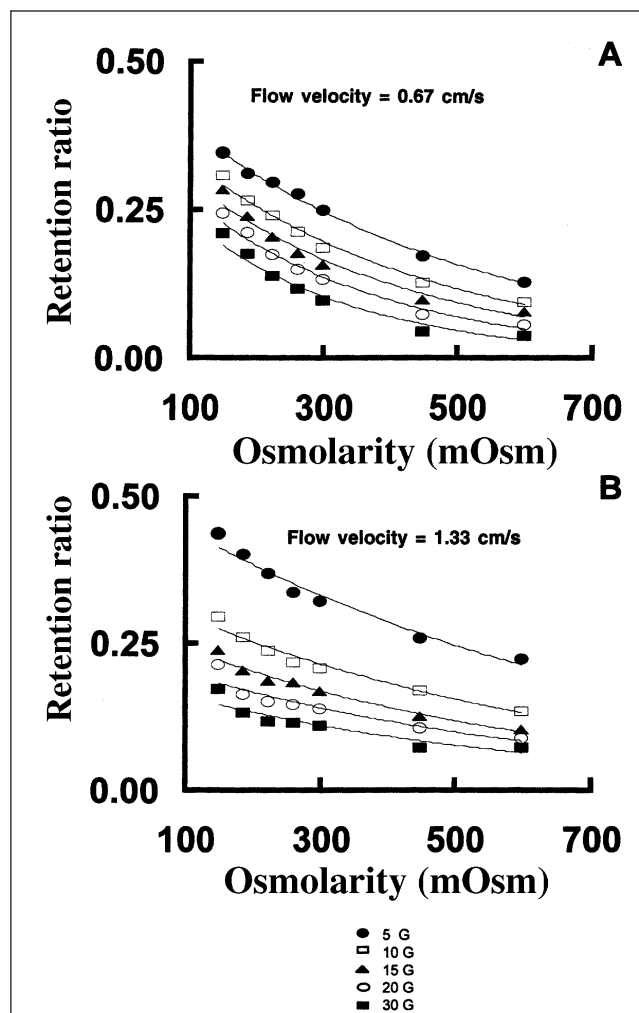 A
0.50
Flow velocity = 0.67 cm/s
Retention ratio
0.25
0.00
100 300 500 700
Osmolarity (mOsm)
B
0.50
Flow velocity = 1.33 cm/s
Retention ratio
0.25
0.00
100 300 500 700
Osmolarity (mOsm)
5 G
10 G
15 G
20 G
30 G